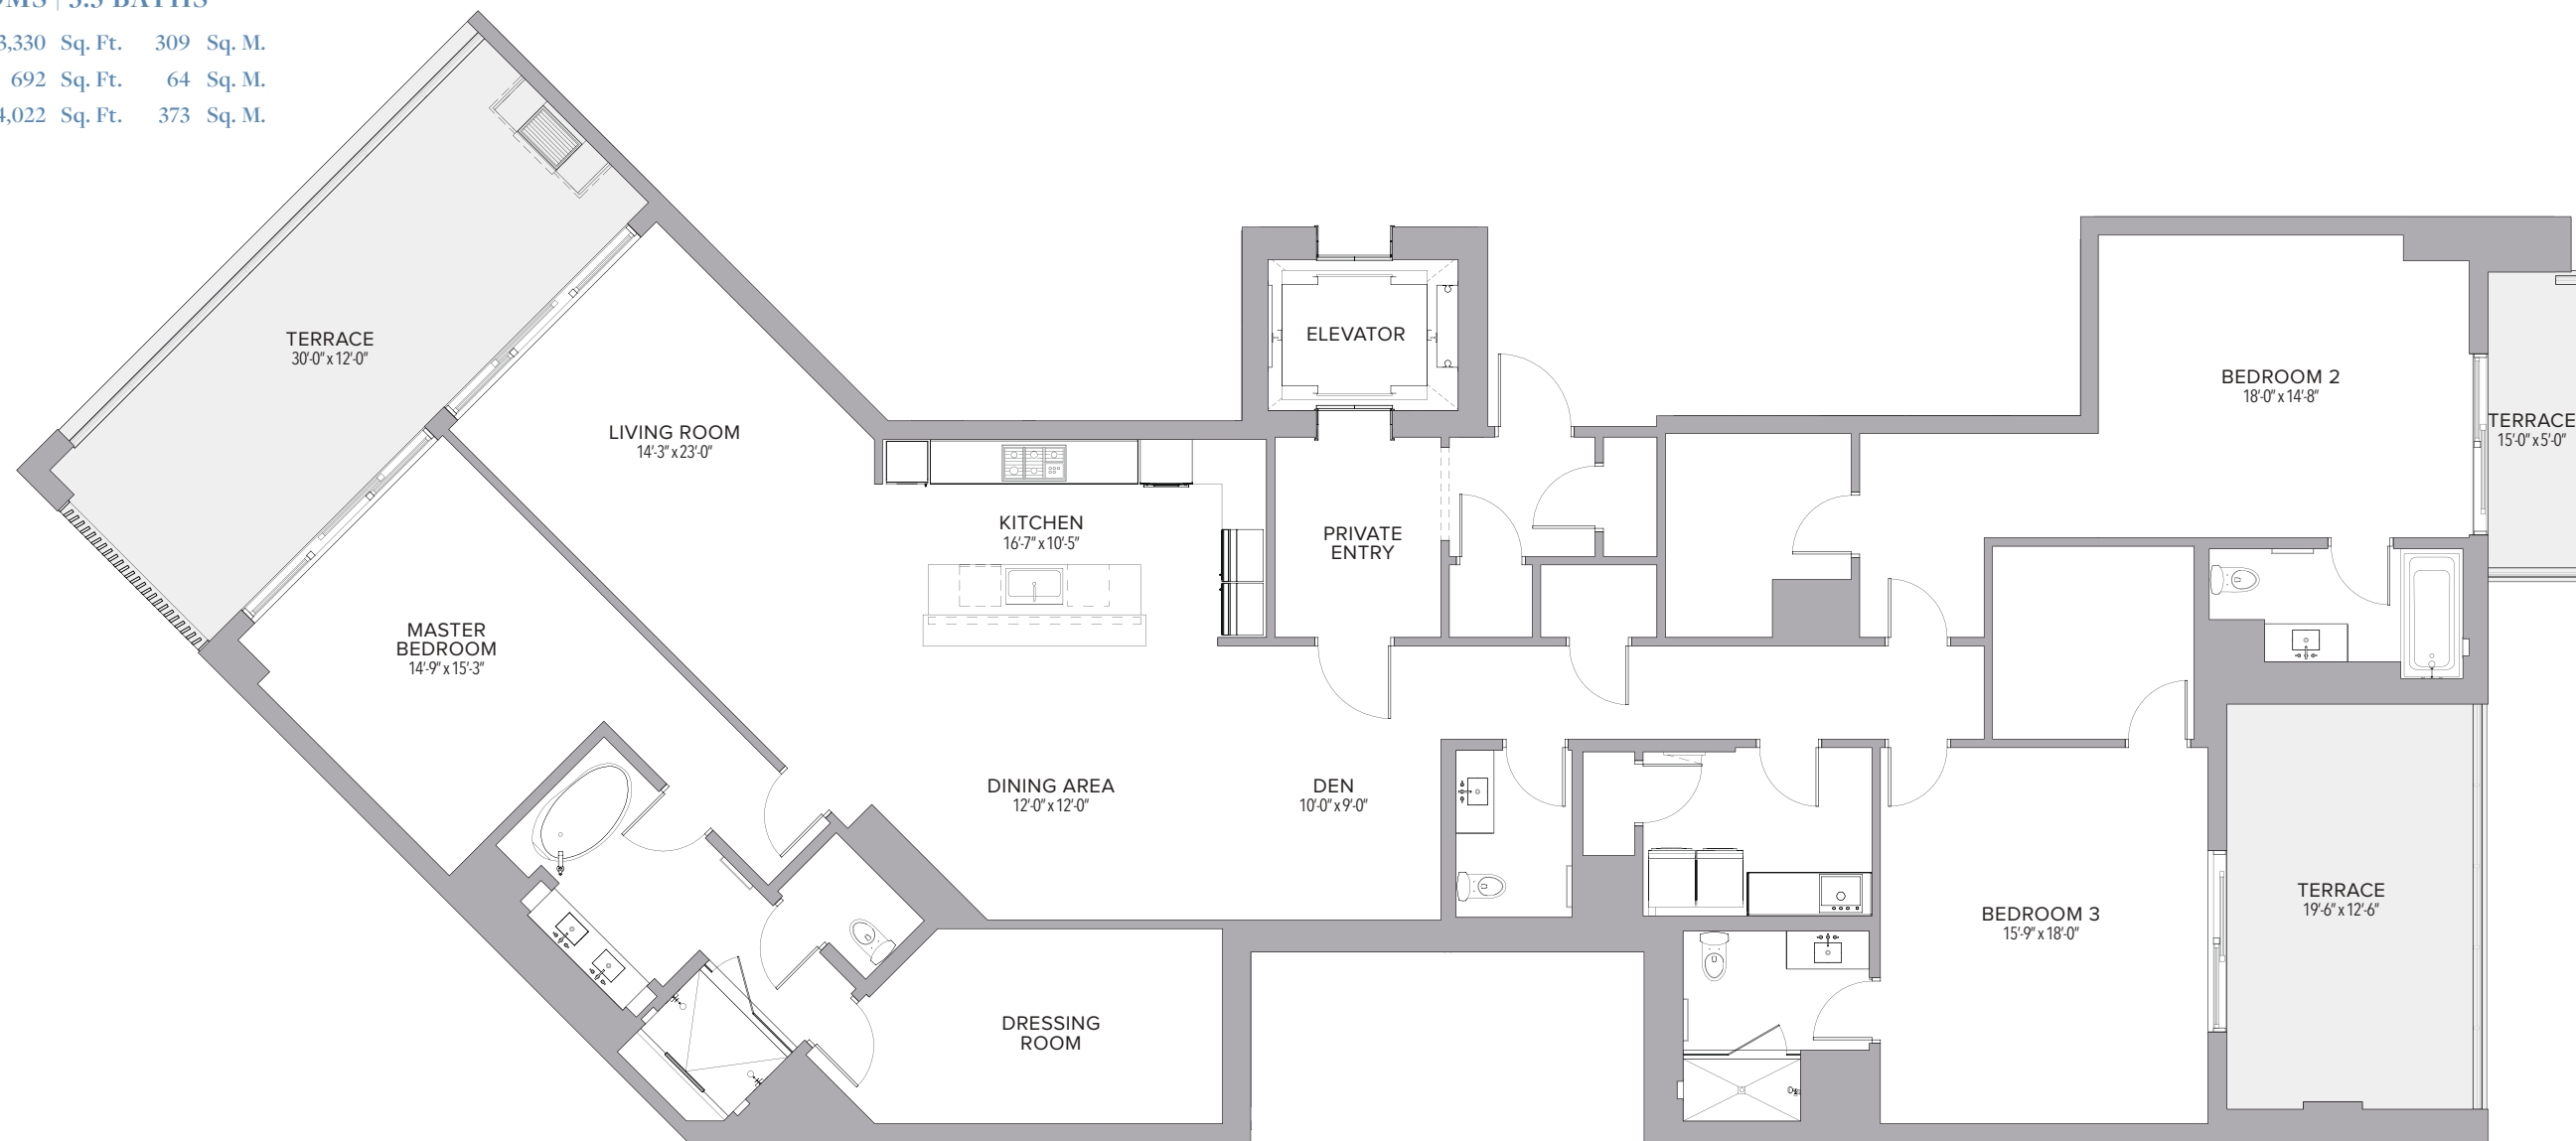 3.5 BATHS
3,330 Sq. Ft. 309 Sq. M.
692 Sq. Ft. 64 Sq. M.
4,022 Sq. Ft. 373 Sq. M.
TERRACE
30'-0" x 12'-0"
LIVING ROOM
14'-3" x 23'-0"
MASTER
BEDROOM
14'-9" x 15'-3"
KITCHEN
16'-7" x 10'-5"
ELEVATOR
PRIVATE
ENTRY
DINING AREA
12'-0" x 12'-0"
DEN
10'-0" x 9'-0"
DRESSING
ROOM
BEDROOM 2
18'-0" x 14'-8"
TERRACE
15'-0" x 5'-0"
BEDROOM 3
15'-9" x 18'-0"
TERRACE
19'-6" x 12'-6"